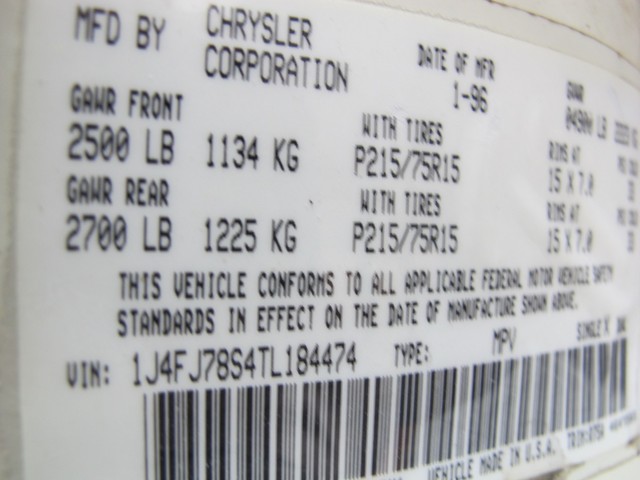 MFD BY CHRYSLER CORPORATION DATE OF MFR 1-96 GWR
GAWR FRONT WITH TIRES RIMS AT
2500 LB 1134 KG P215/75R15 15 X 7.0
GAWR REAR WITH TIRES RIMS AT
2700 LB 1225 KG P215/75R15 15 X 7.0
THIS VEHICLE CONFORMS TO ALL APPLICABLE FEDERAL MOTOR VEHICLE SAFETY
STANDARDS IN EFFECT ON THE DATE OF MANUFACTURE SHOWN ABOVE.
VIN: 1J4FJ78S4TL184474 TYPE: MPV SINGLE X
VEHICLE MADE IN U.S.A.